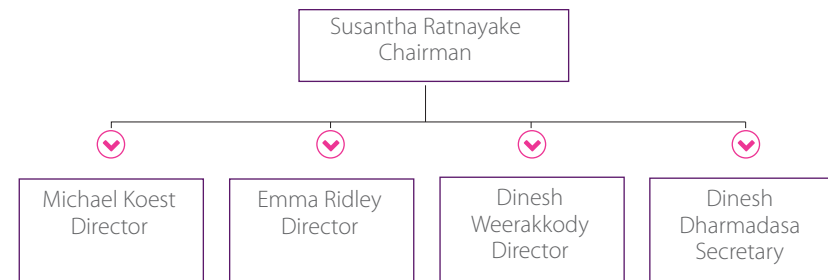 Susantha Ratnayake
Chairman
Michael Koest
Director
Emma Ridley
Director
Dinesh
Weerakkody
Director
Dinesh
Dharmadasa
Secretary